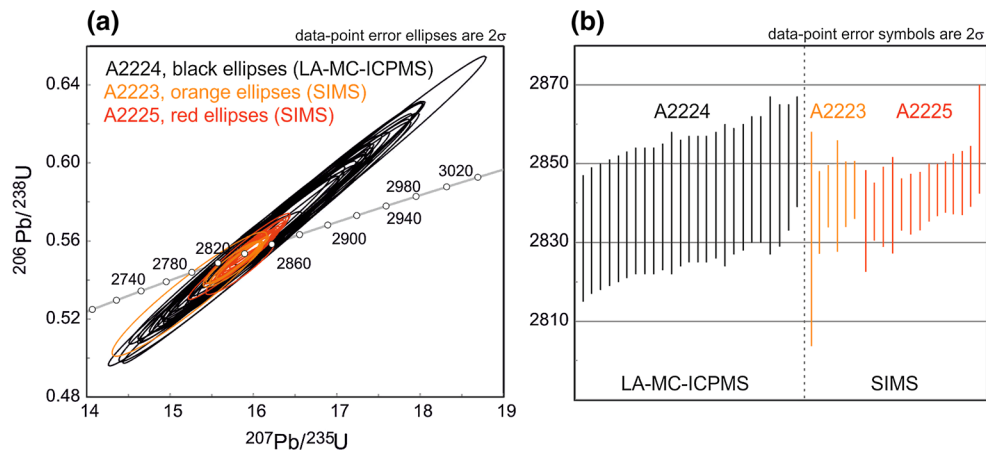 (a)
data-point error ellipses are 2σ
A2224, black ellipses (LA-MC-ICPMS)
A2223, orange ellipses (SIMS)
A2225, red ellipses (SIMS)
0.64
0.60
0.56
0.52
0.48
206Pb/238U
2740
2780
2820
2860
2900
2940
2980
3020
14
15
16
17
18
19
207Pb/235U
(b)
data-point error symbols are 2σ
2870
2850
2830
2810
A2224
A2223
A2225
LA-MC-ICPMS
SIMS